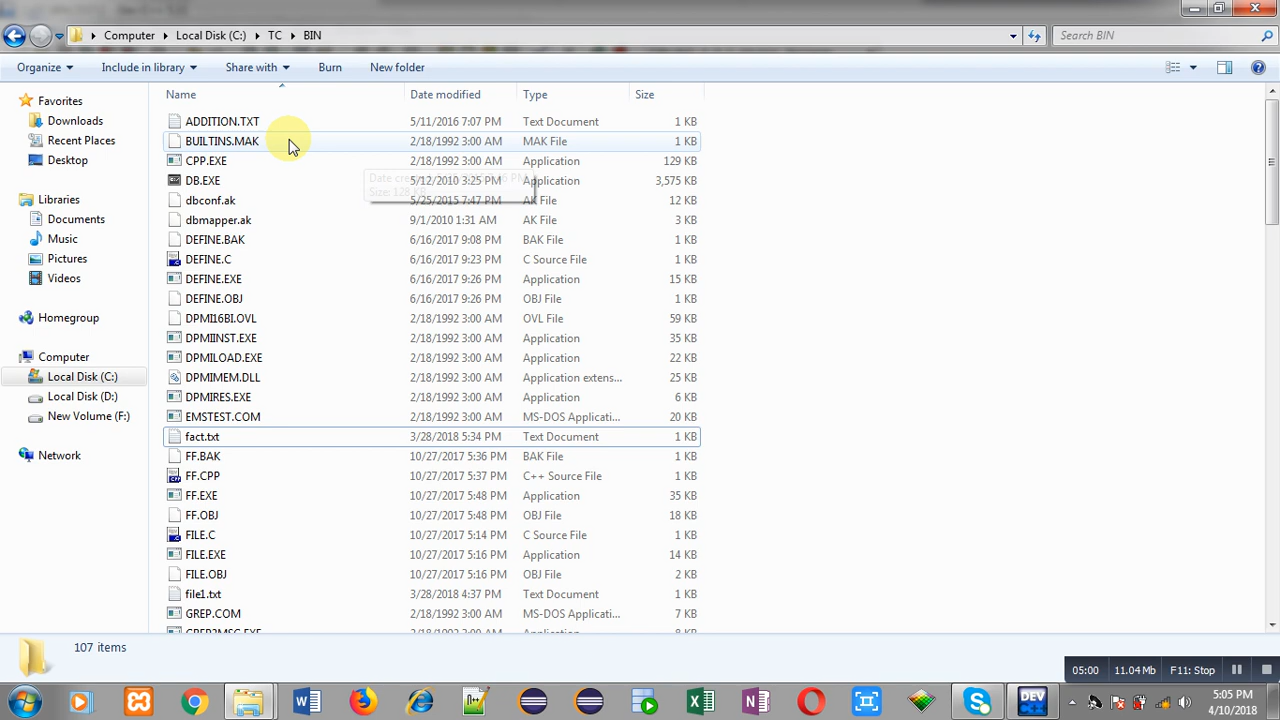 Computer ▸ Local Disk (C:) ▸ TC ▸ BIN
Search BIN
Organize Include in library Share with Burn New folder
Name Date modified Type Size
Favorites
Downloads
Recent Places
Desktop
Libraries
Documents
Music
Pictures
Videos
Homegroup
Computer
Local Disk (C:)
Local Disk (D:)
New Volume (F:)
Network
ADDITION.TXT 5/11/2016 7:07 PM Text Document 1 KB
BUILTINS.MAK 2/18/1992 3:00 AM MAK File 1 KB
CPP.EXE 2/18/1992 3:00 AM Application 129 KB
DB.EXE 5/12/2010 3:25 PM Application 3,575 KB
dbconf.ak 5/25/2015 7:47 PM AK File 12 KB
dbmapper.ak 9/1/2010 1:31 AM AK File 3 KB
DEFINE.BAK 6/16/2017 9:08 PM BAK File 1 KB
DEFINE.C 6/16/2017 9:23 PM C Source File 1 KB
DEFINE.EXE 6/16/2017 9:26 PM Application 15 KB
DEFINE.OBJ 6/16/2017 9:26 PM OBJ File 1 KB
DPMI16BI.OVL 2/18/1992 3:00 AM OVL File 59 KB
DPMIINST.EXE 2/18/1992 3:00 AM Application 35 KB
DPMILOAD.EXE 2/18/1992 3:00 AM Application 22 KB
DPMIMEM.DLL 2/18/1992 3:00 AM Application extens... 25 KB
DPMIRES.EXE 2/18/1992 3:00 AM Application 6 KB
EMSTEST.COM 2/18/1992 3:00 AM MS-DOS Applicati... 20 KB
fact.txt 3/28/2018 5:34 PM Text Document 1 KB
FF.BAK 10/27/2017 5:36 PM BAK File 1 KB
FF.CPP 10/27/2017 5:37 PM C++ Source File 1 KB
FF.EXE 10/27/2017 5:48 PM Application 35 KB
FF.OBJ 10/27/2017 5:48 PM OBJ File 18 KB
FILE.C 10/27/2017 5:14 PM C Source File 1 KB
FILE.EXE 10/27/2017 5:16 PM Application 14 KB
FILE.OBJ 10/27/2017 5:16 PM OBJ File 2 KB
file1.txt 3/28/2018 4:37 PM Text Document 1 KB
GREP.COM 2/18/1992 3:00 AM MS-DOS Applicati... 7 KB
Size: 128 KB
107 items
05:00 11.04 Mb F11: Stop
DEV
5:05 PM
4/10/2018